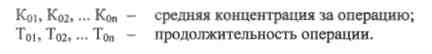 К₀₁, К₀₂, ... К₀ₙ – средняя концентрация за операцию;
Т₀₁, Т₀₂, ... Т₀ₙ – продолжительность операции.